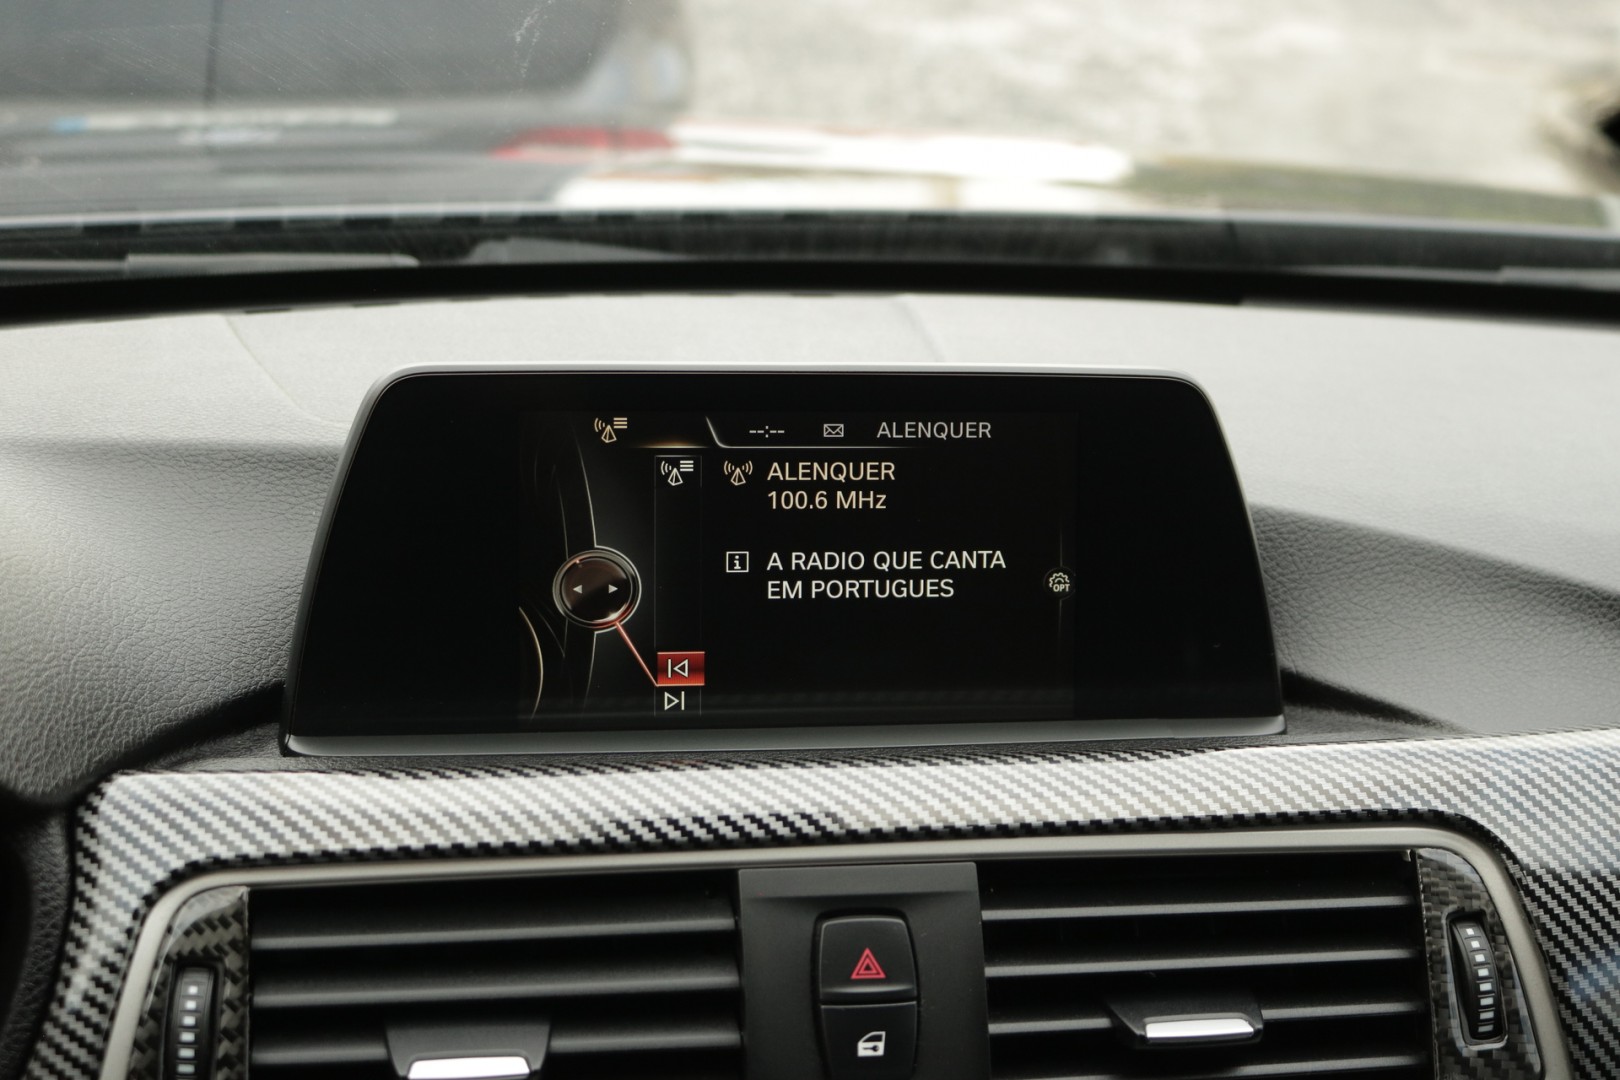 --:-- ALENQUER
ALENQUER
100.6 MHz
A RADIO QUE CANTA
EM PORTUGUES
OPT